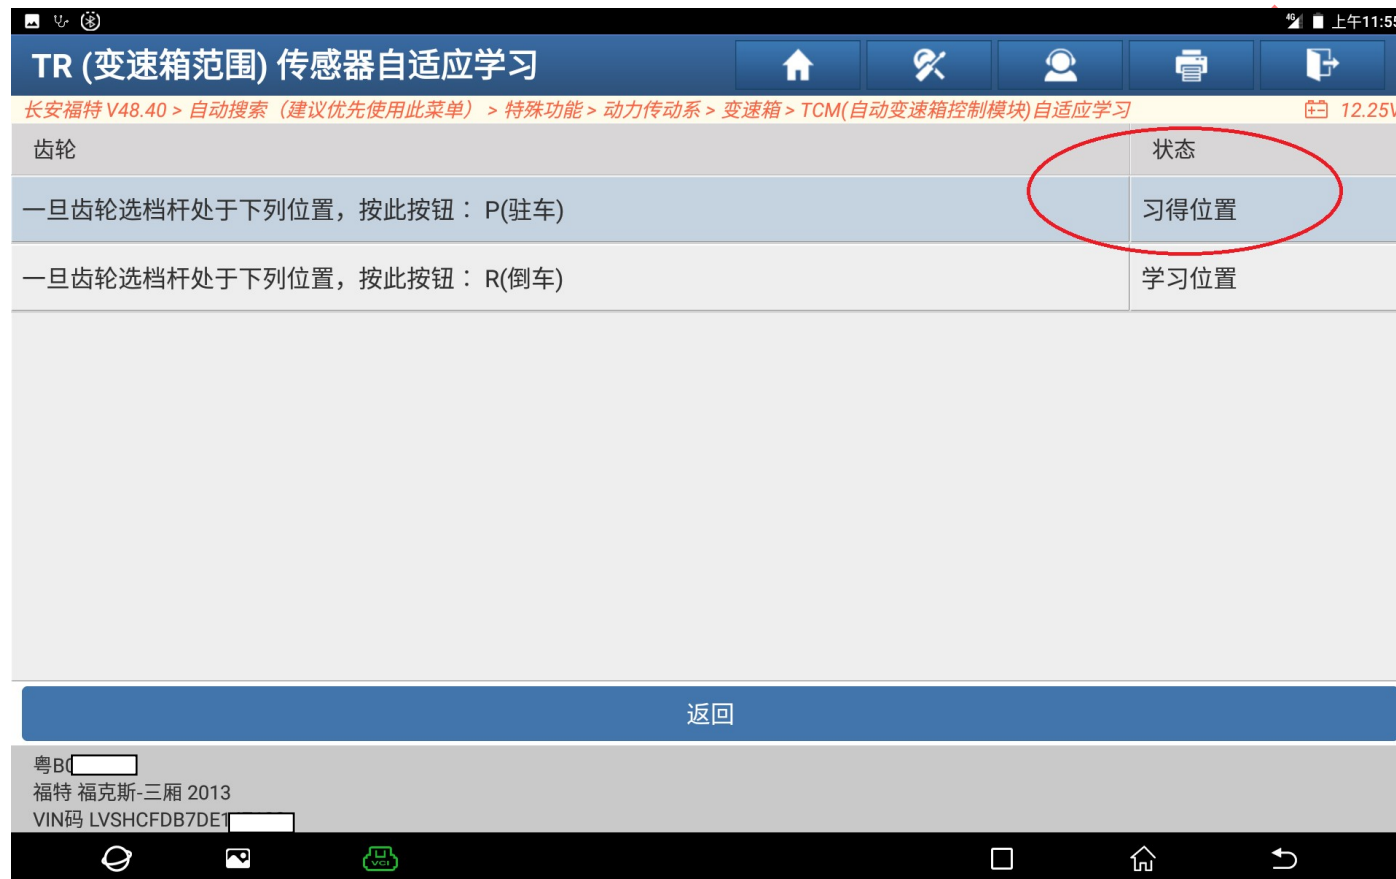 4G 上午11:55
TR (变速箱范围) 传感器自适应学习
长安福特 V48.40 > 自动搜索（建议优先使用此菜单） > 特殊功能 > 动力传动系 > 变速箱 > TCM(自动变速箱控制模块)自适应学习 12.25V
齿轮 状态
一旦齿轮选档杆处于下列位置，按此按钮： P(驻车) 习得位置
一旦齿轮选档杆处于下列位置，按此按钮： R(倒车) 学习位置
返回
粤B0
福特 福克斯-三厢 2013
VIN码 LVSHCFDB7DE1
VCI